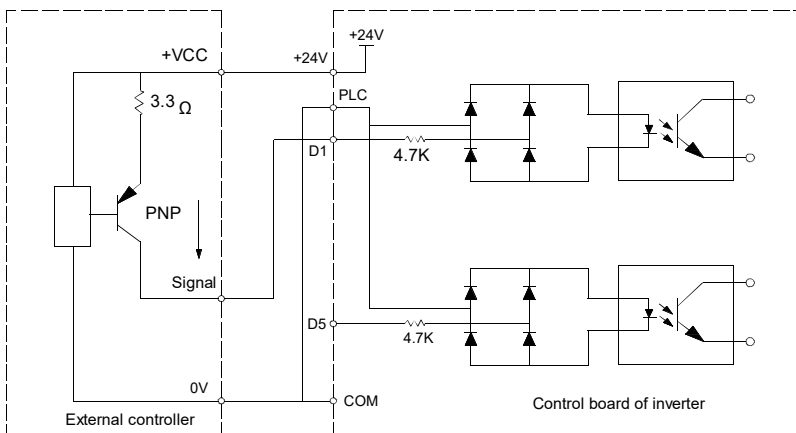 +24V
+VCC
+24V
3.3 Ω
PLC
D1
4.7K
PNP
Signal
D5
4.7K
0V
COM
External controller
Control board of inverter